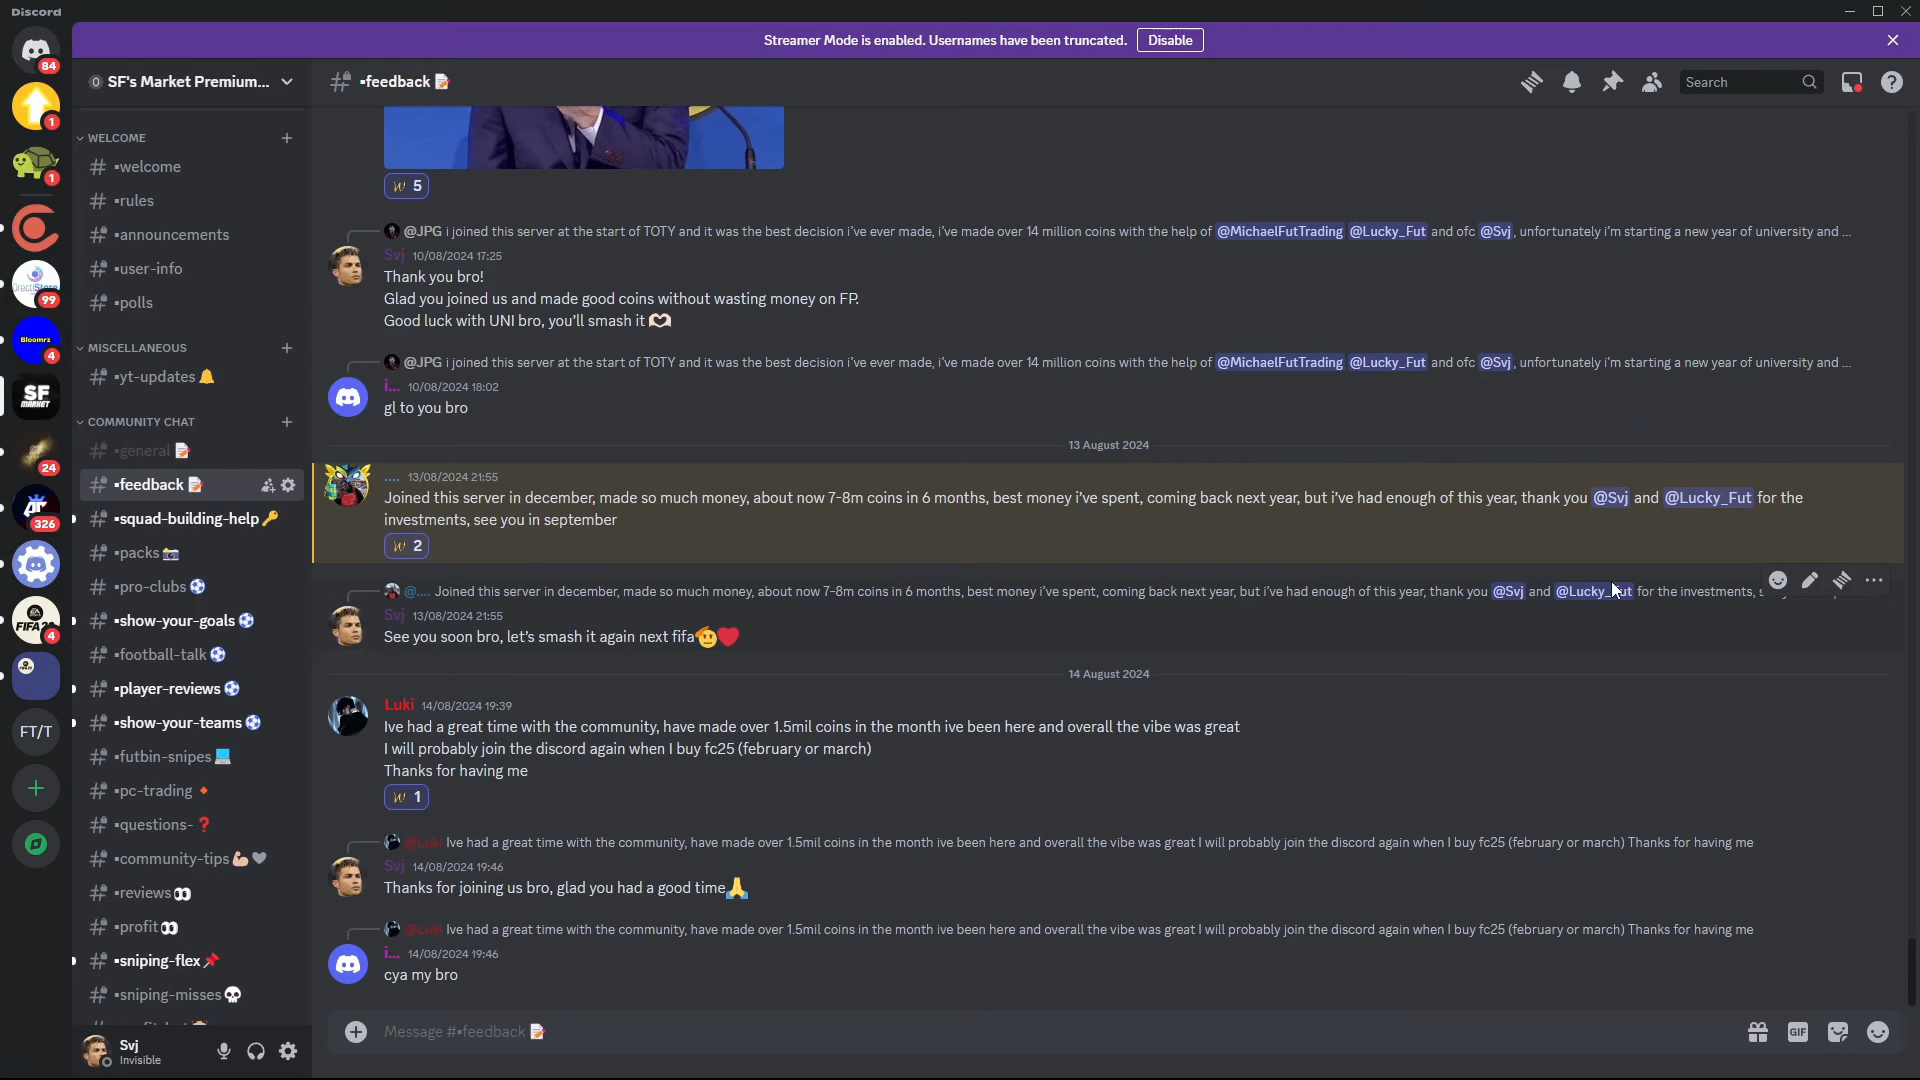 Discord
Streamer Mode is enabled. Usernames have been truncated. Disable
84
1
1
99
Bloomrz
4
SF
MARKET
24
326
FIFA 23
4
FT/T
SF's Market Premium...
WELCOME
welcome
rules
announcements
user-info
polls
MISCELLANEOUS
yt-updates🔔
COMMUNITY CHAT
general 📝
feedback 📝
squad-building-help🔑
packs📷
pro-clubs⚽
show-your-goals⚽
football-talk⚽
player-reviews⚽
show-your-teams⚽
futbin-snipes💻
pc-trading🔸
questions-❓
community-tips💪🏻🖤
reviews👀
profit👀
sniping-flex📌
sniping-misses💀
Svj
Invisible
feedback 📝
Search
W 5
@JPG i joined this server at the start of TOTY and it was the best decision i've ever made, i've made over 14 million coins with the help of @MichaelFutTrading @Lucky_Fut and ofc @Svj, unfortunately i'm starting a new year of university and ...
Svj 10/08/2024 17:25
Thank you bro!
Glad you joined us and made good coins without wasting money on FP.
Good luck with UNI bro, you'll smash it 🫶🏻
@JPG i joined this server at the start of TOTY and it was the best decision i've ever made, i've made over 14 million coins with the help of @MichaelFutTrading @Lucky_Fut and ofc @Svj, unfortunately i'm starting a new year of university and ...
i... 10/08/2024 18:02
gl to you bro
13 August 2024
.... 13/08/2024 21:55
Joined this server in december, made so much money, about now 7-8m coins in 6 months, best money i've spent, coming back next year, but i've had enough of this year, thank you @Svj and @Lucky_Fut for the
investments, see you in september
W 2
@.... Joined this server in december, made so much money, about now 7-8m coins in 6 months, best money i've spent, coming back next year, but i've had enough of this year, thank you @Svj and @Lucky_Fut for the investments,
Svj 13/08/2024 21:55
See you soon bro, let's smash it again next fifa🫡❤️
14 August 2024
Luki 14/08/2024 19:39
Ive had a great time with the community, have made over 1.5mil coins in the month ive been here and overall the vibe was great
I will probably join the discord again when I buy fc25 (february or march)
Thanks for having me
W 1
@Luki Ive had a great time with the community, have made over 1.5mil coins in the month ive been here and overall the vibe was great I will probably join the discord again when I buy fc25 (february or march) Thanks for having me
Svj 14/08/2024 19:46
Thanks for joining us bro, glad you had a good time🙏
@Luki Ive had a great time with the community, have made over 1.5mil coins in the month ive been here and overall the vibe was great I will probably join the discord again when I buy fc25 (february or march) Thanks for having me
i... 14/08/2024 19:46
cya my bro
Message #feedback 📝
GIF